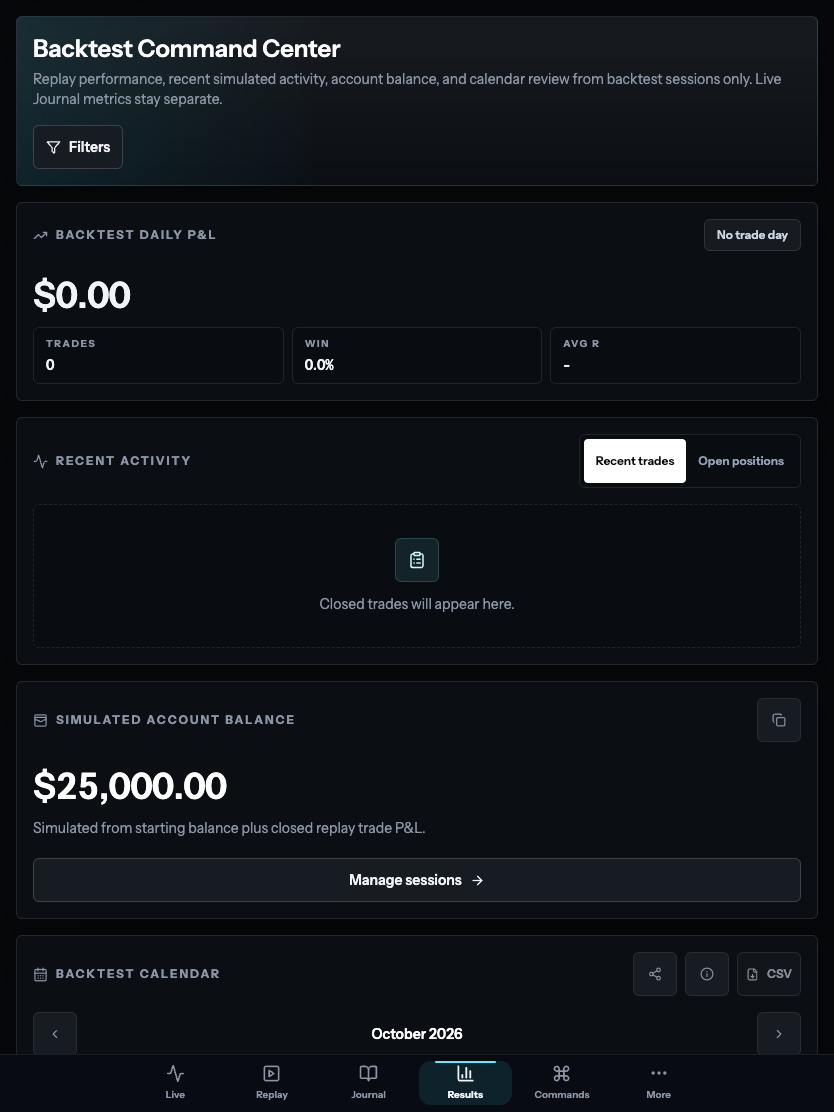 Backtest Command Center
Replay performance, recent simulated activity, account balance, and calendar review from backtest sessions only. Live
Journal metrics stay separate.
Filters
BACKTEST DAILY P&L
No trade day
$0.00
TRADES
0
WIN
0.0%
AVG R
-
RECENT ACTIVITY
Recent trades
Open positions
Closed trades will appear here.
SIMULATED ACCOUNT BALANCE
$25,000.00
Simulated from starting balance plus closed replay trade P&L.
Manage sessions
BACKTEST CALENDAR
CSV
October 2026
Live
Replay
Journal
Results
Commands
More